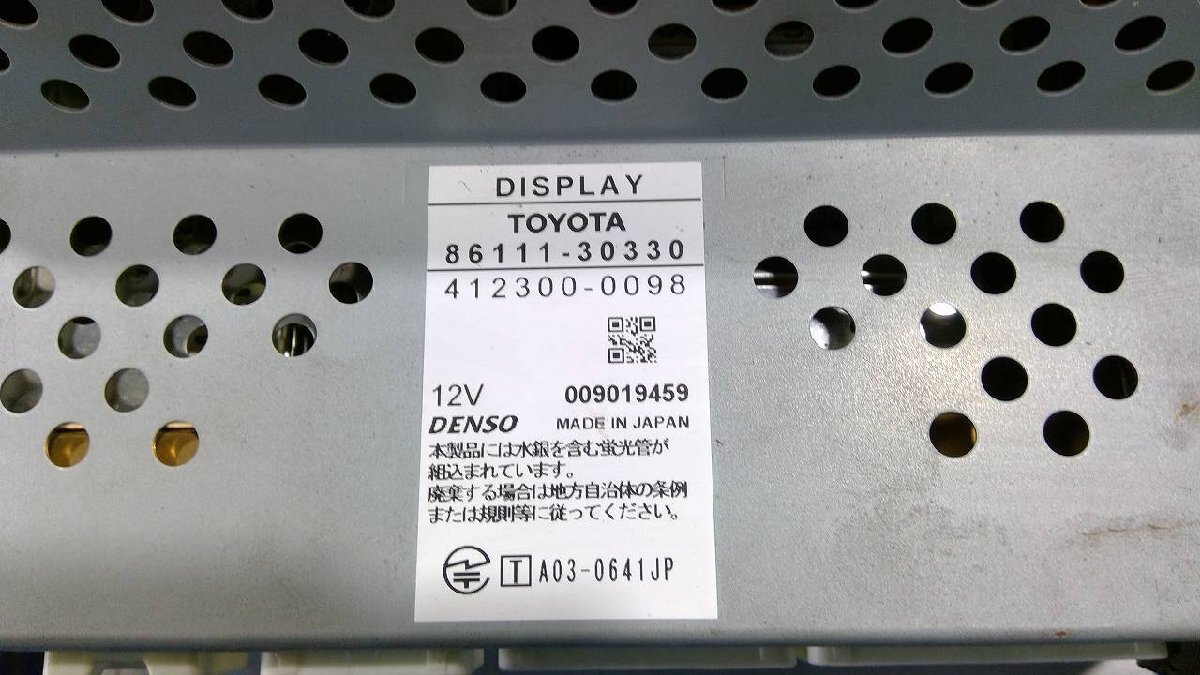 DISPLAY
TOYOTA
86111-30330
412300-0098
12V 009019459
DENSO MADE IN JAPAN
本製品には水銀を含む蛍光管が
組込まれています。
廃棄する場合は地方自治体の条例
または規則等に従ってください。
T A03-0641JP